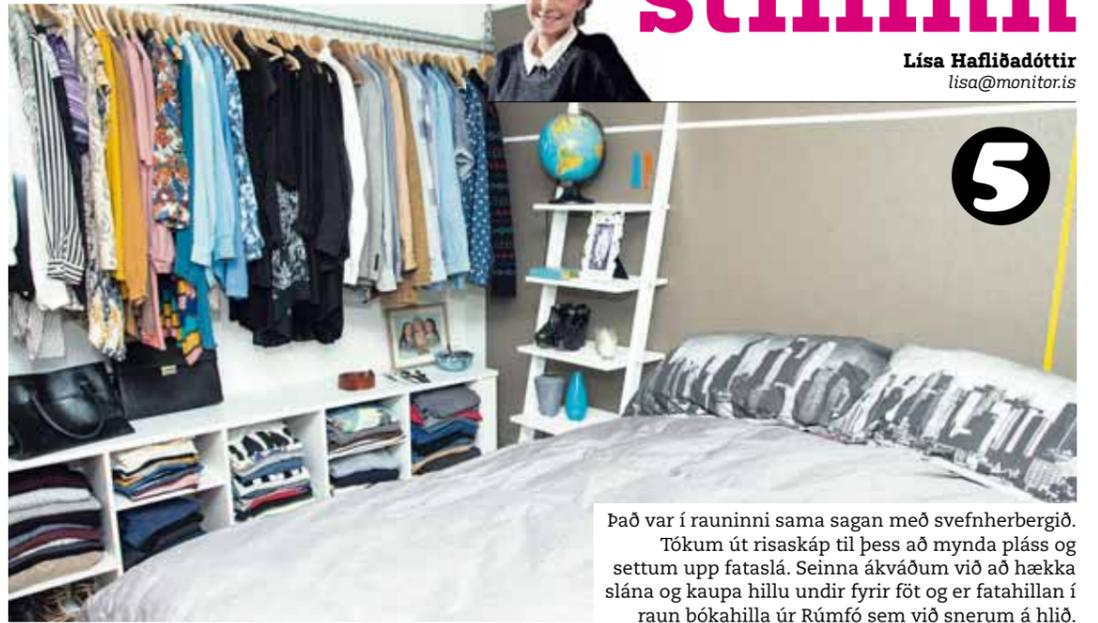 Lísa Hafliðadóttir
lisa@monitor.is
5
Það var í rauninni sama sagan með svefnherbergið.
Tókum út risaskáp til þess að mynda pláss og
settum upp fataslá. Seinna ákváðum við að hækka
slána og kaupa hillu undir fyrir föt og er fatahillan í
raun bókahilla úr Rúmfó sem við snerum á hlið.